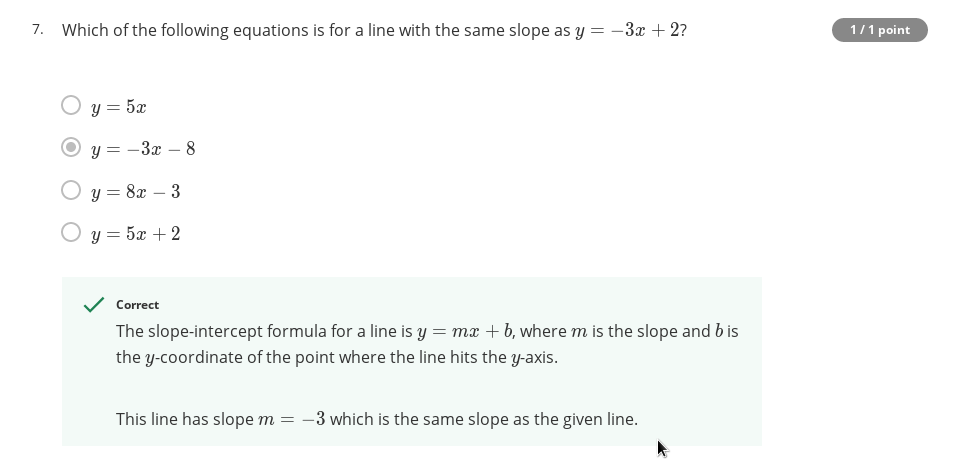 7. Which of the following equations is for a line with the same slope as y = −3x + 2? 1 / 1 point
y = 5x
y = −3x − 8
y = 8x − 3
y = 5x + 2
Correct
The slope-intercept formula for a line is y = mx + b, where m is the slope and b is
the y-coordinate of the point where the line hits the y-axis.
This line has slope m = −3 which is the same slope as the given line.